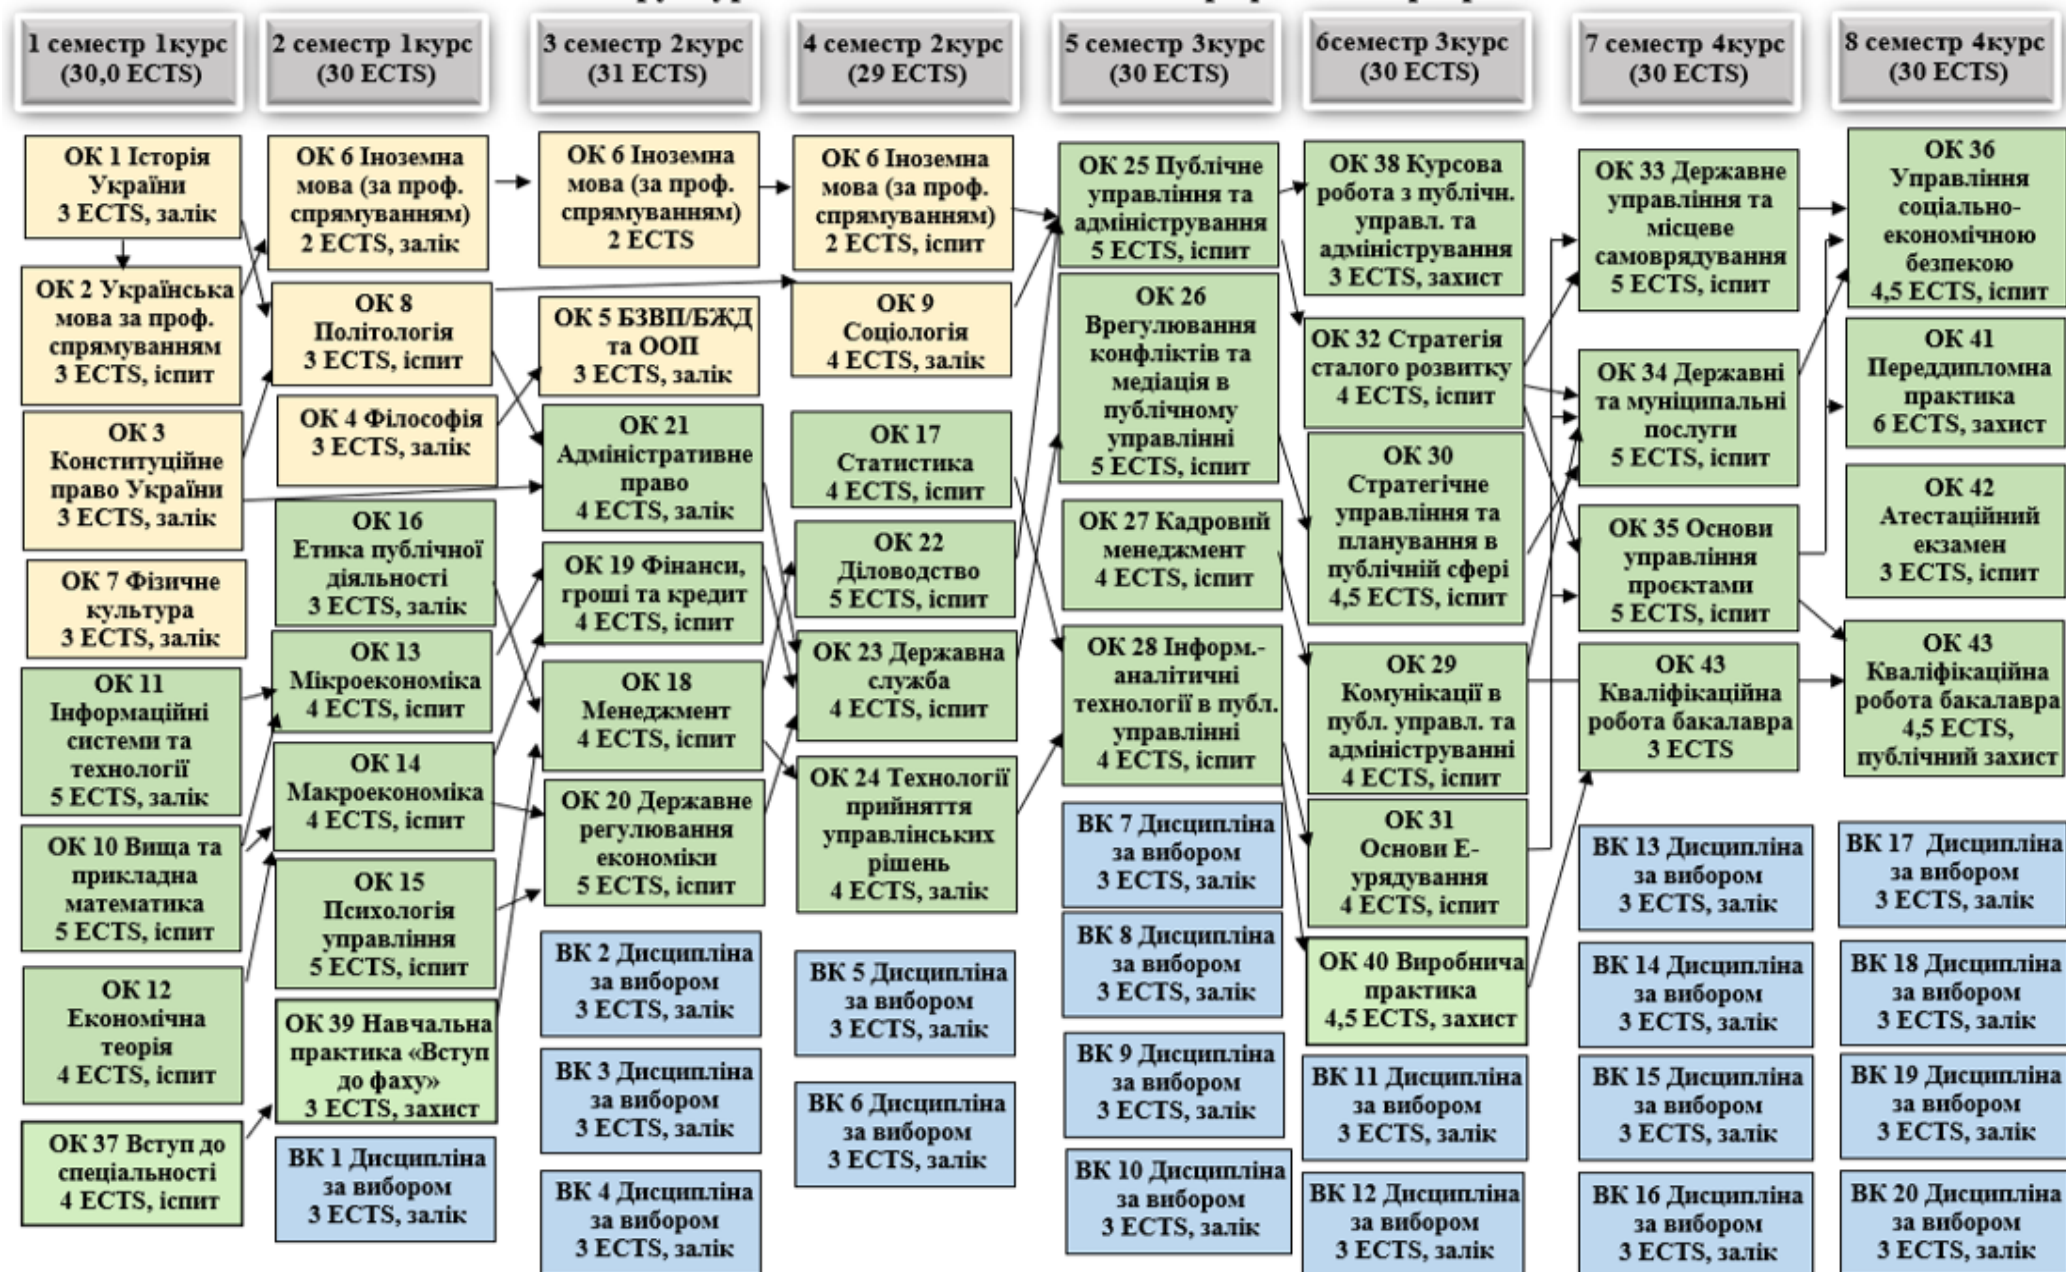 1 семестр 1курс
(30,0 ECTS)
2 семестр 1курс
(30 ECTS)
3 семестр 2курс
(31 ECTS)
4 семестр 2курс
(29 ECTS)
5 семестр 3курс
(30 ECTS)
6семестр 3курс
(30 ECTS)
7 семестр 4курс
(30 ECTS)
8 семестр 4курс
(30 ECTS)
ОК 1 Історія
України
3 ECTS, залік
ОК 2 Українська
мова за проф.
спрямуванням
3 ECTS, іспит
ОК 3
Конституційне
право України
3 ECTS, залік
ОК 7 Фізичне
культура
3 ECTS, залік
ОК 11
Інформаційні
системи та
технології
5 ECTS, залік
ОК 10 Вища та
прикладна
математика
5 ECTS, іспит
ОК 12
Економічна
теорія
4 ECTS, іспит
ОК 37 Вступ до
спеціальності
4 ECTS, іспит
ОК 6 Іноземна
мова (за проф.
спрямуванням)
2 ECTS, залік
ОК 8
Політологія
3 ECTS, іспит
ОК 4 Філософія
3 ECTS, залік
ОК 16
Етика публічної
діяльності
3 ECTS, залік
ОК 13
Мікроекономіка
4 ECTS, іспит
ОК 14
Макроекономіка
4 ECTS, іспит
ОК 15
Психологія
управління
5 ECTS, іспит
ОК 39 Навчальна
практика «Вступ
до фаху»
3 ECTS, захист
ВК 1 Дисципліна
за вибором
3 ECTS, залік
ОК 6 Іноземна
мова (за проф.
спрямуванням)
2 ECTS
ОК 5 БЗВП/БЖД
та ООП
3 ECTS, залік
ОК 21
Адміністративне
право
4 ECTS, залік
ОК 19 Фінанси,
гроші та кредит
4 ECTS, іспит
ОК 18
Менеджмент
4 ECTS, іспит
ОК 20 Державне
регулювання
економіки
5 ECTS, іспит
ВК 2 Дисципліна
за вибором
3 ECTS, залік
ВК 3 Дисципліна
за вибором
3 ECTS, залік
ВК 4 Дисципліна
за вибором
3 ECTS, залік
ОК 6 Іноземна
мова (за проф.
спрямуванням)
2 ECTS, іспит
ОК 9
Соціологія
4 ECTS, залік
ОК 17
Статистика
4 ECTS, іспит
ОК 22
Діловодство
5 ECTS, іспит
ОК 23 Державна
служба
4 ECTS, іспит
ОК 24 Технології
прийняття
управлінських
рішень
4 ECTS, залік
ВК 5 Дисципліна
за вибором
3 ECTS, залік
ВК 6 Дисципліна
за вибором
3 ECTS, залік
ОК 25 Публічне
управління та
адміністрування
5 ECTS, іспит
ОК 26
Врегулювання
конфліктів та
медіація в
публічному
управлінні
5 ECTS, іспит
ОК 27 Кадровий
менеджмент
4 ECTS, іспит
ОК 28 Інформ.-
аналітичні
технології в публ.
управлінні
4 ECTS, іспит
ВК 7 Дисципліна
за вибором
3 ECTS, залік
ВК 8 Дисципліна
за вибором
3 ECTS, залік
ВК 9 Дисципліна
за вибором
3 ECTS, залік
ВК 10 Дисципліна
за вибором
3 ECTS, залік
ОК 38 Курсова
робота з публічн.
управл. та
адміністрування
3 ECTS, захист
ОК 32 Стратегія
сталого розвитку
4 ECTS, іспит
ОК 30
Стратегічне
управління та
планування в
публічній сфері
4,5 ECTS, іспит
ОК 29
Комунікації в
публ. управл. та
адмініструванні
4 ECTS, іспит
ОК 31
Основи Е-
урядування
4 ECTS, іспит
ОК 40 Виробнича
практика
4,5 ECTS, захист
ВК 11 Дисципліна
за вибором
3 ECTS, залік
ВК 12 Дисципліна
за вибором
3 ECTS, залік
ОК 33 Державне
управління та
місцеве
самоврядування
5 ECTS, іспит
ОК 34 Державні
та муніципальні
послуги
5 ECTS, іспит
ОК 35 Основи
управління
проєктами
5 ECTS, іспит
ОК 43
Кваліфікаційна
робота бакалавра
3 ECTS
ВК 13 Дисципліна
за вибором
3 ECTS, залік
ВК 14 Дисципліна
за вибором
3 ECTS, залік
ВК 15 Дисципліна
за вибором
3 ECTS, залік
ВК 16 Дисципліна
за вибором
3 ECTS, залік
ОК 36
Управління
соціально-
економічною
безпекою
4,5 ECTS, іспит
ОК 41
Переддипломна
практика
6 ECTS, захист
ОК 42
Атестаційний
екзамен
3 ECTS, іспит
ОК 43
Кваліфікаційна
робота бакалавра
4,5 ECTS,
публічний захист
ВК 17 Дисципліна
за вибором
3 ECTS, залік
ВК 18 Дисципліна
за вибором
3 ECTS, залік
ВК 19 Дисципліна
за вибором
3 ECTS, залік
ВК 20 Дисципліна
за вибором
3 ECTS, залік